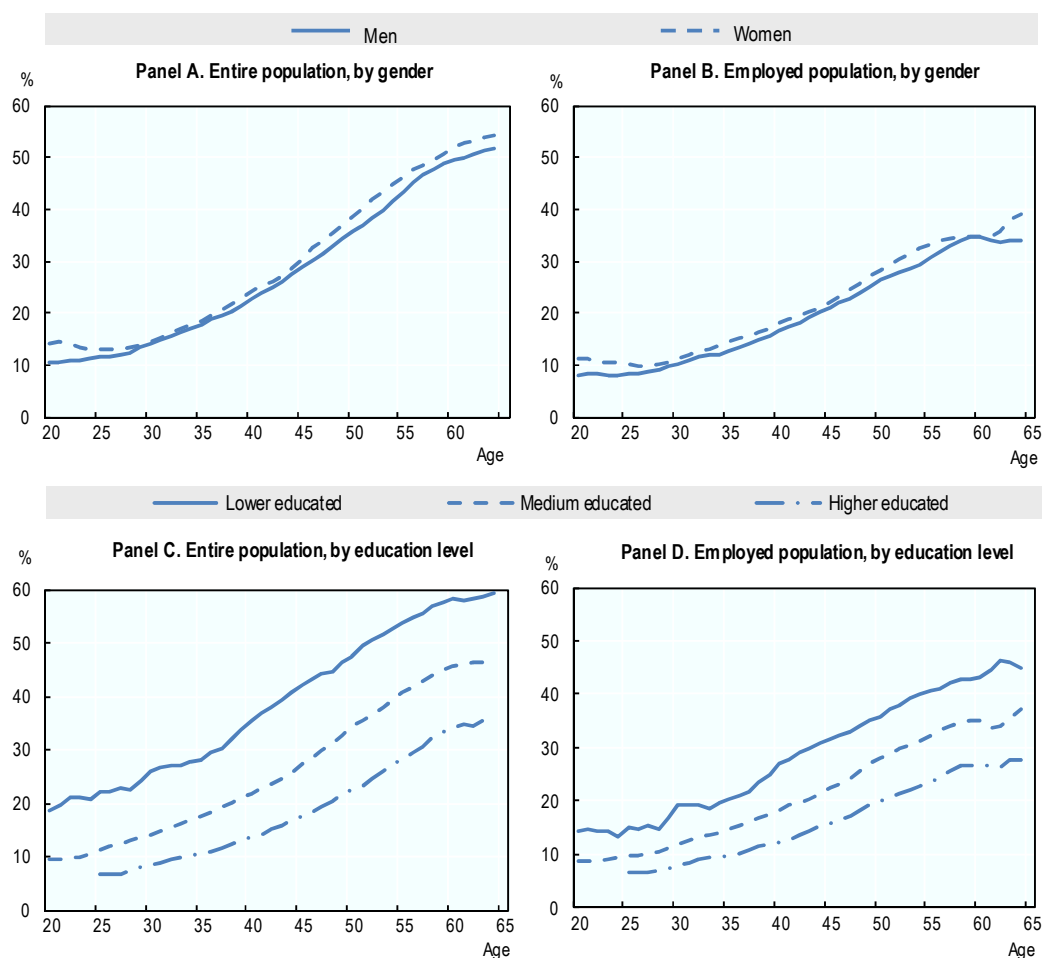 Men Women
Panel A. Entire population, by gender
%
60
50
40
30
20
10
0
20 25 30 35 40 45 50 55 60
Age
Panel B. Employed population, by gender
%
60
50
40
30
20
10
0
20 25 30 35 40 45 50 55 60 65
Age
Lower educated Medium educated Higher educated
Panel C. Entire population, by education level
%
60
50
40
30
20
10
0
20 25 30 35 40 45 50 55 60 65
Age
Panel D. Employed population, by education level
%
60
50
40
30
20
10
0
20 25 30 35 40 45 50 55 60 65
Age